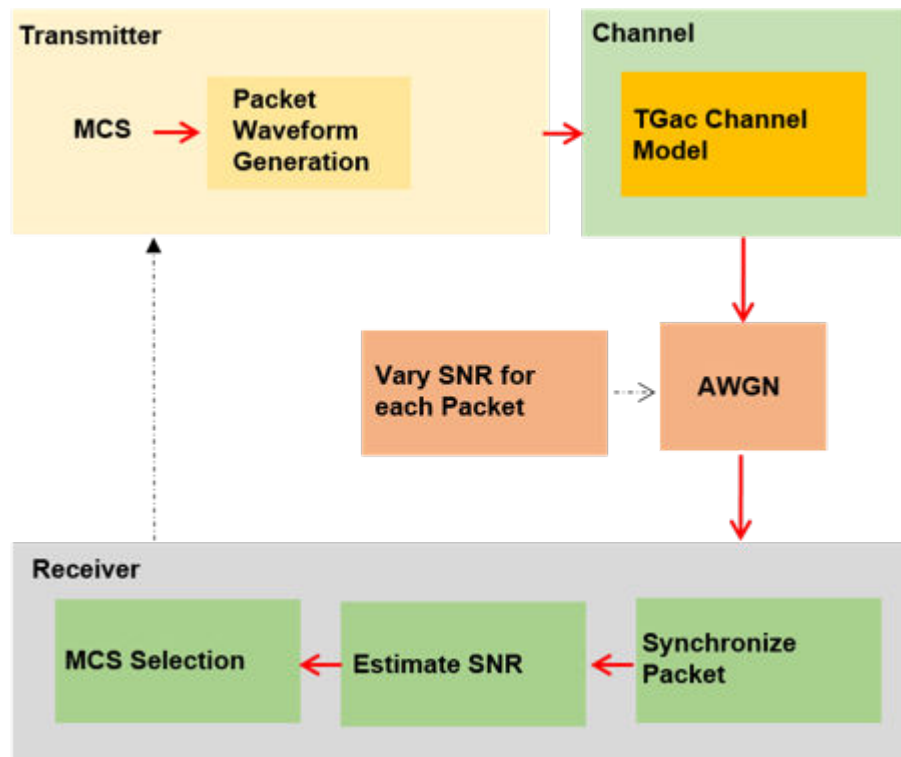 Transmitter
MCS
Packet
Waveform
Generation
Channel
TGac Channel
Model
Vary SNR for
each Packet
AWGN
Receiver
MCS Selection
Estimate SNR
Synchronize
Packet